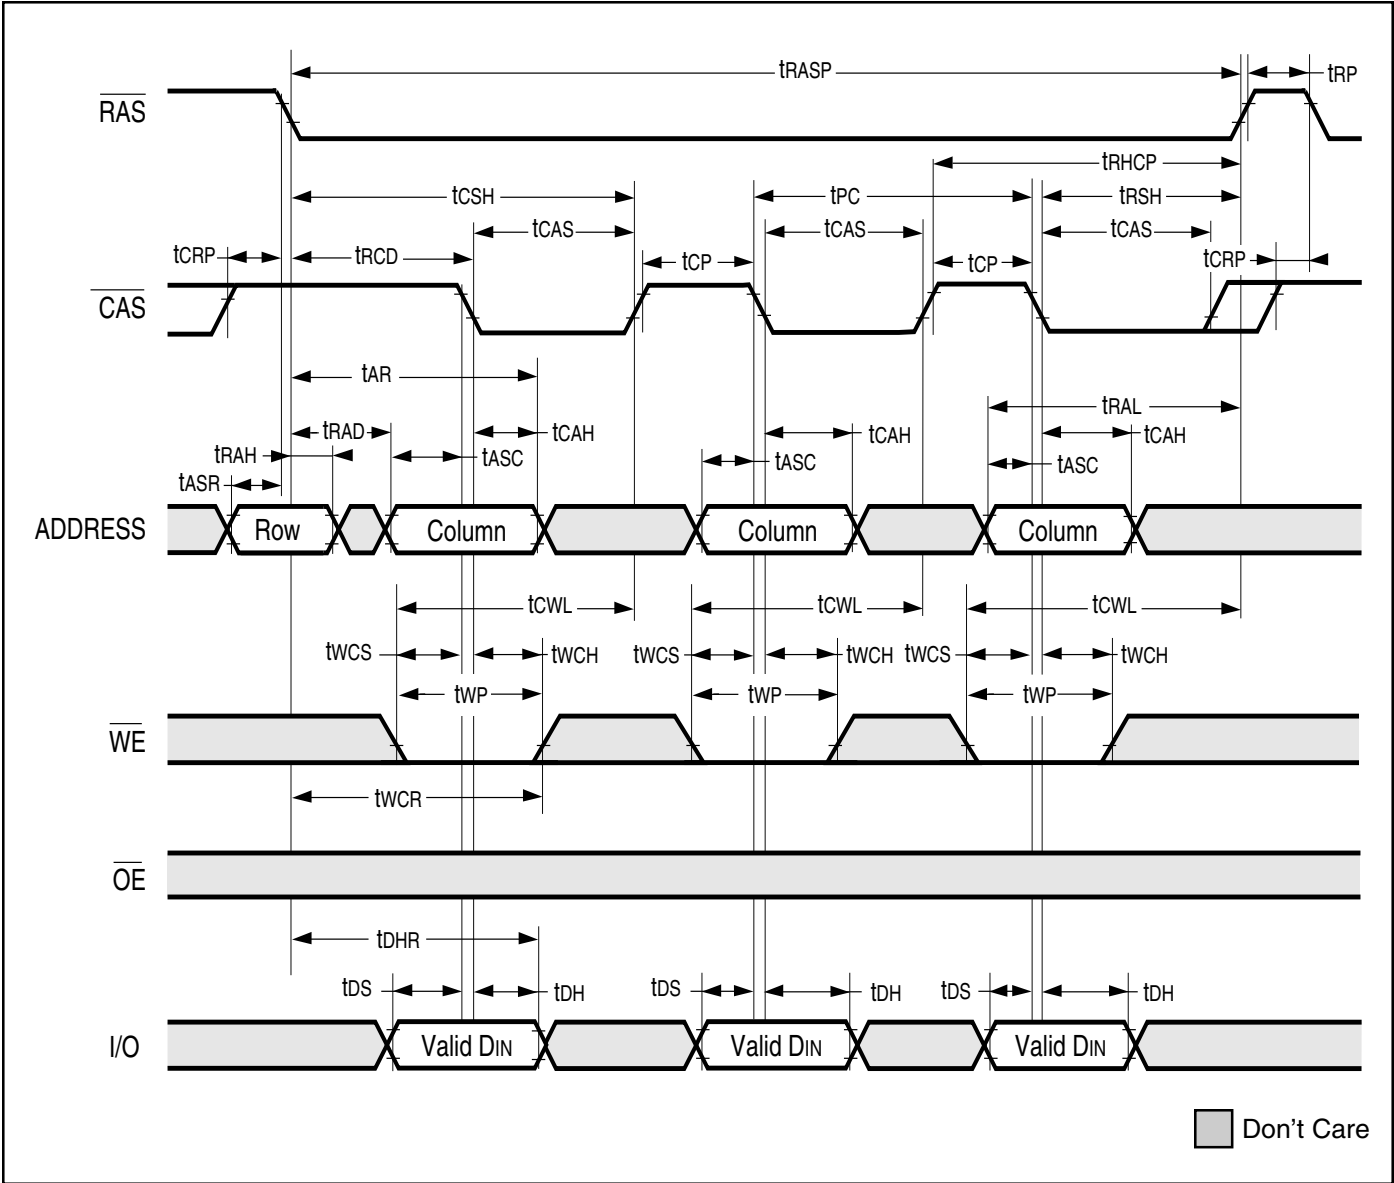 tRASP
tRP
RAS
tRHCP
tCSH
tPC
tRSH
tCAS
tCAS
tCAS
tCRP
tRCD
tCP
tCP
tCRP
CAS
tAR
tRAL
tRAD
tCAH
tCAH
tCAH
tRAH
tASC
tASC
tASC
tASR
ADDRESS
Row
Column
Column
Column
tCWL
tCWL
tCWL
tWCS
tWCH
tWCS
tWCH
tWCS
tWCH
tWP
tWP
tWP
WE
tWCR
OE
tDHR
tDS
tDH
tDS
tDH
tDS
tDH
I/O
Valid DIN
Valid DIN
Valid DIN
Don't Care